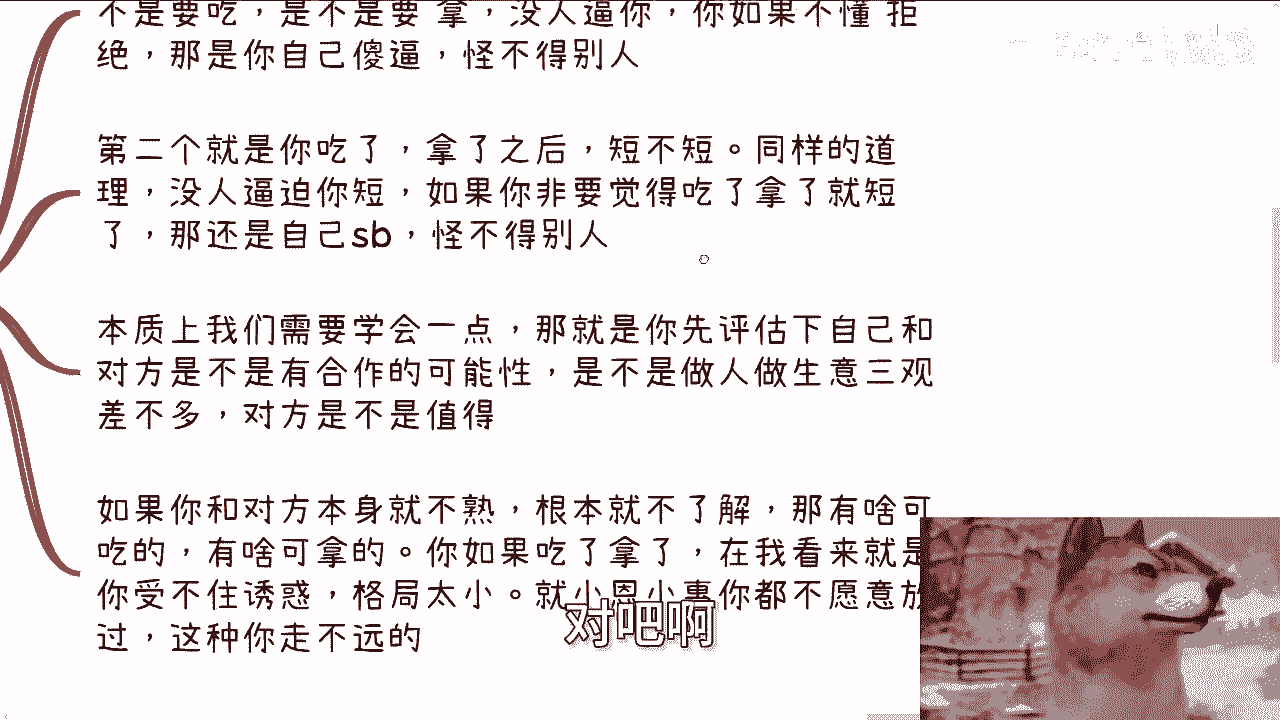 不是要吃，是不是要 拿，没人逼你，你如果不懂 拒
绝，那是你自己傻逼，怪不得别人
第二个就是你吃了，拿了之后，短不短。同样的道
理，没人逼迫你短，如果你非要觉得吃了拿了就短
了，那还是自己sb，怪不得别人
本质上我们需要学会一点，那就是你先评估下自己和
对方是不是有合作的可能性，是不是做人做生意三观
差不多，对方是不是值得
如果你和对方本身就不熟，根本就不了解，那有啥可
吃的，有啥可拿的。你如果吃了拿了，在我看来就是
你受不住诱惑，格局太小。就小恩小惠你都不愿意放
过，这种你走不远的
对吧啊